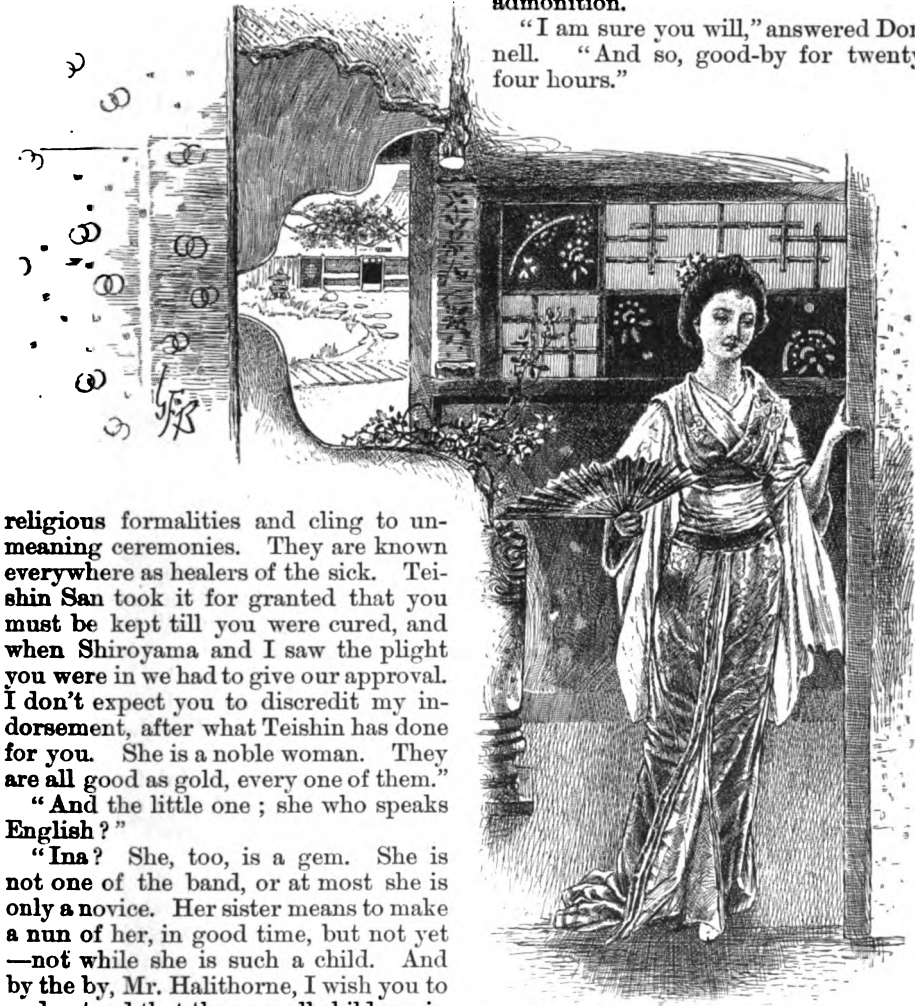 admonition.
"I am sure you will," answered Don-
nell. "And so, good-by for twenty-
four hours."
religious formalities and cling to un-
meaning ceremonies. They are known
everywhere as healers of the sick. Tei-
shin San took it for granted that you
must be kept till you were cured, and
when Shiroyama and I saw the plight
you were in we had to give our approval.
I don't expect you to discredit my in-
dorsement, after what Teishin has done
for you. She is a noble woman. They
are all good as gold, every one of them."
"And the little one; she who speaks
English?"
"Ina? She, too, is a gem. She is
not one of the band, or at most she is
only a novice. Her sister means to make
a nun of her, in good time, but not yet
—not while she is such a child. And
by the by, Mr. Halithorne, I wish you to